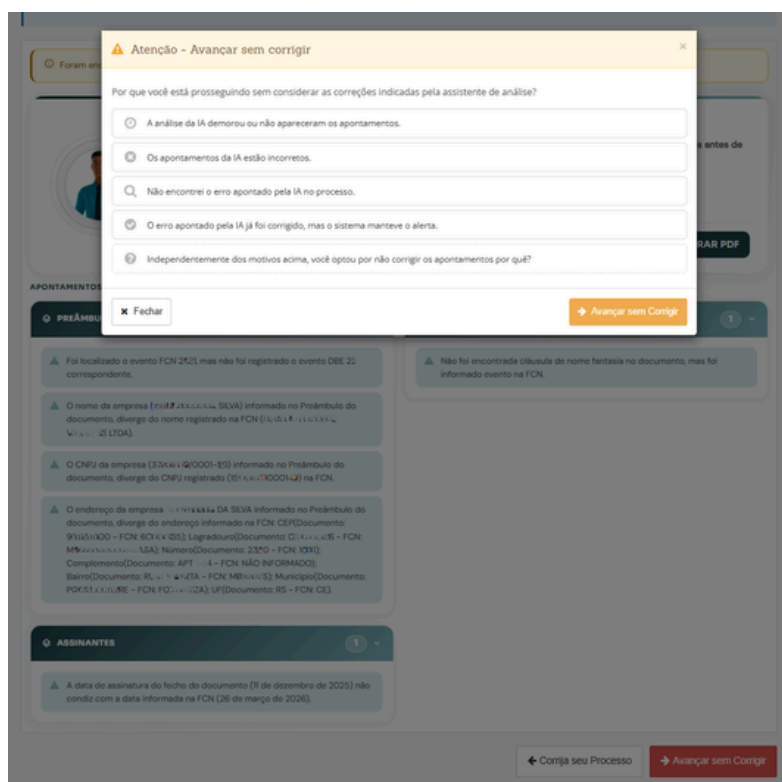 Atenção - Avançar sem corrigir
×
Foram
Por que você está prosseguindo sem considerar as correções indicadas pela assistente de análise?
A análise da IA demorou ou não apareceram os apontamentos.
Os apontamentos da IA estão incorretos.
s antes de
Não encontrei o erro apontado pela IA no processo.
O erro apontado pela IA já foi corrigido, mas o sistema manteve o alerta.
RAR PDF
Independentemente dos motivos acima, você optou por não corrigir os apontamentos por quê?
APONTAMENTOS
Fechar
Avançar sem Corrigir
PREÂMBU
1
Foi localizado o evento FCN mas não foi registrado o evento DBE
correspondente.
Não foi encontrada cláusula de nome fantasia no documento, mas foi
informado evento na FCN.
O nome da empresa SILVA) informado no Preâmbulo do
documento, diverge do nome registrado na FCN
LTDA).
O CNPJ da empresa informado no Preâmbulo do
documento, diverge do CNPJ registrado na FCN.
O endereço da empresa DA SILVA informado no Preâmbulo do
documento, diverge do endereço informado na FCN: CEP(Documento:
- FCN: Logradouro(Documento: - FCN:
Número(Documento: - FCN:
Complemento(Documento: APT - FCN: NÃO INFORMADO);
Bairro(Documento: - FCN: Município(Documento:
- FCN: UF(Documento: RS - FCN: CE).
ASSINANTES
1
A data de assinatura do fecho do documento (11 de dezembro de 2025) não
condiz com a data informada na FCN (26 de março de 2026).
Corrija seu Processo
Avançar sem Corrigir